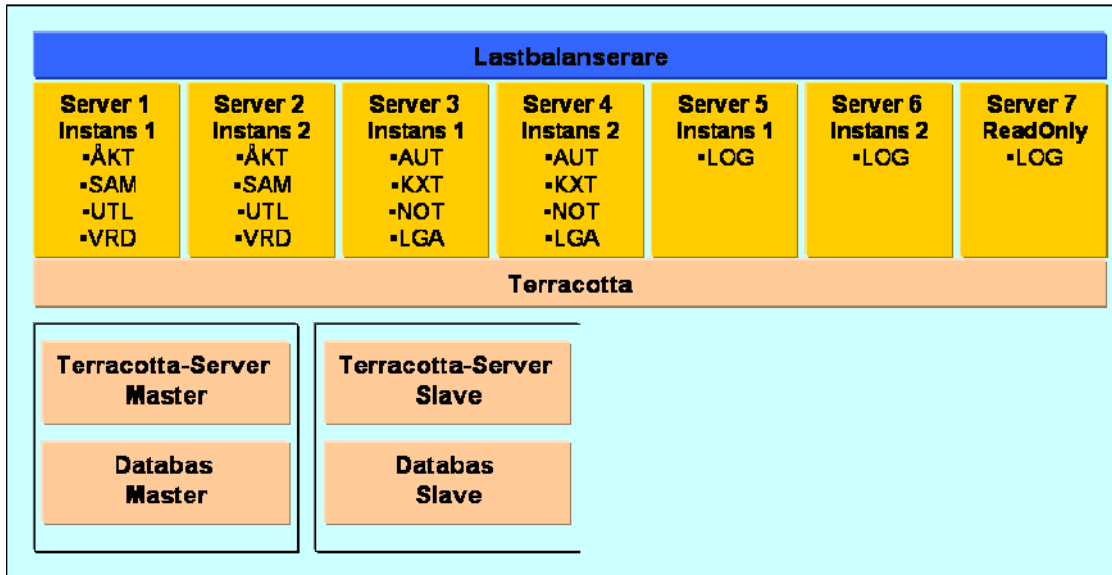 Lastbalanserare
Server 1
Instans 1
▪ÅKT
▪SAM
▪UTL
▪VRD
Server 2
Instans 2
▪ÅKT
▪SAM
▪UTL
▪VRD
Server 3
Instans 1
▪AUT
▪KXT
▪NOT
▪LGA
Server 4
Instans 2
▪AUT
▪KXT
▪NOT
▪LGA
Server 5
Instans 1
▪LOG
Server 6
Instans 2
▪LOG
Server 7
ReadOnly
▪LOG
Terracotta
Terracotta-Server
Master
Databas
Master
Terracotta-Server
Slave
Databas
Slave